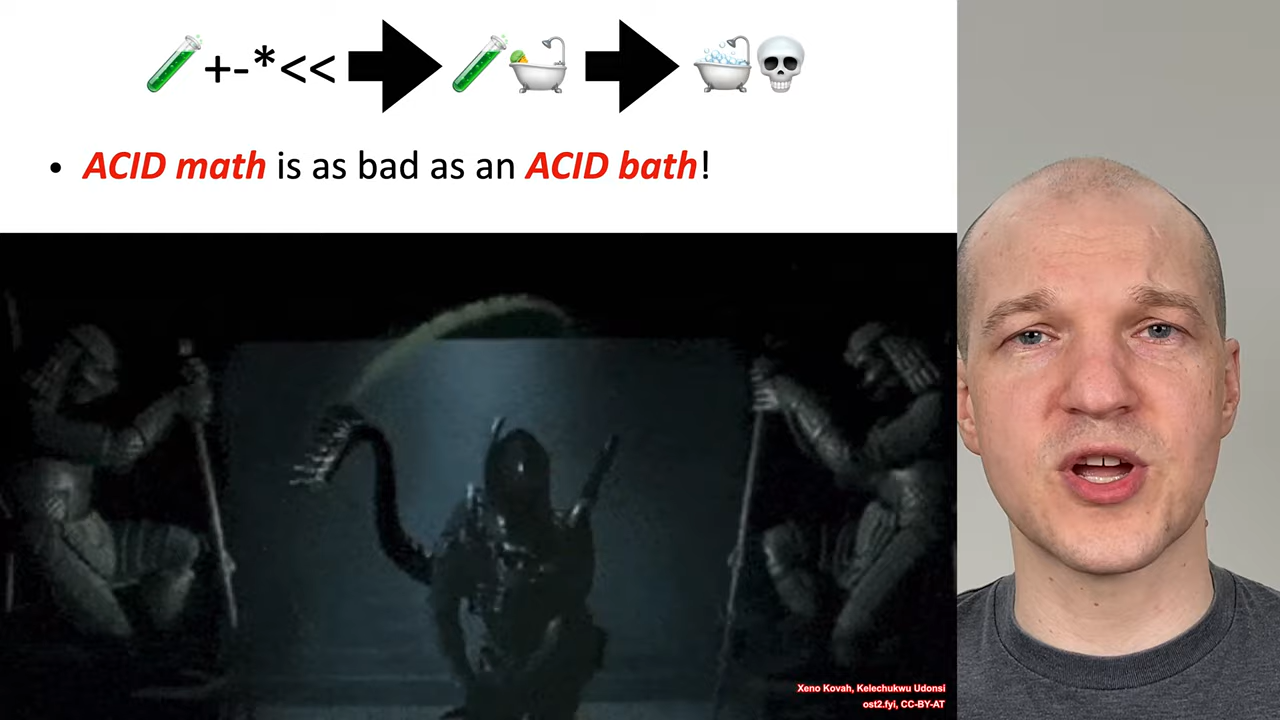 +-*<<
• ACID math is as bad as an ACID bath!
Xeno Kovah, Kelechukwu Udonsi
ost2.fyi, CC-BY-AT